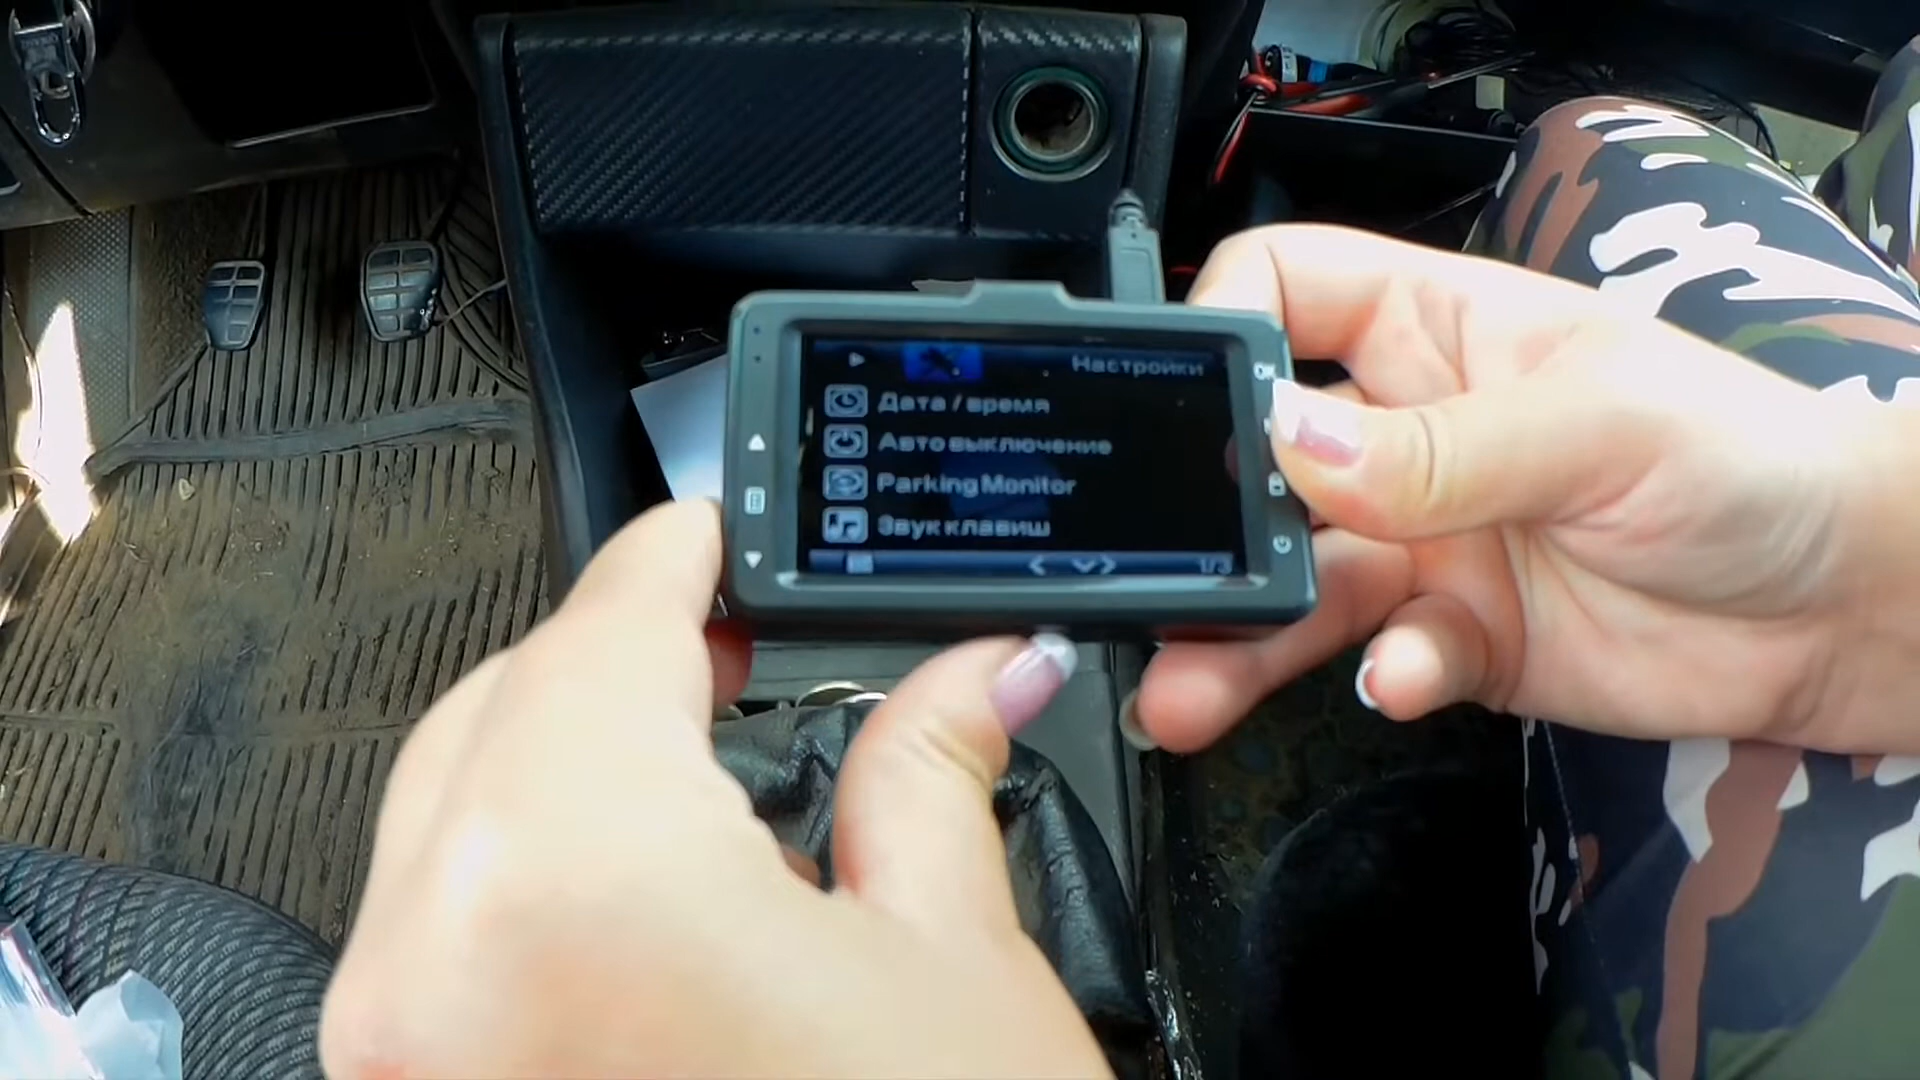 Настройки
Дата / время
Авто выключение
Parking Monitor
Звук клавиш
1/3